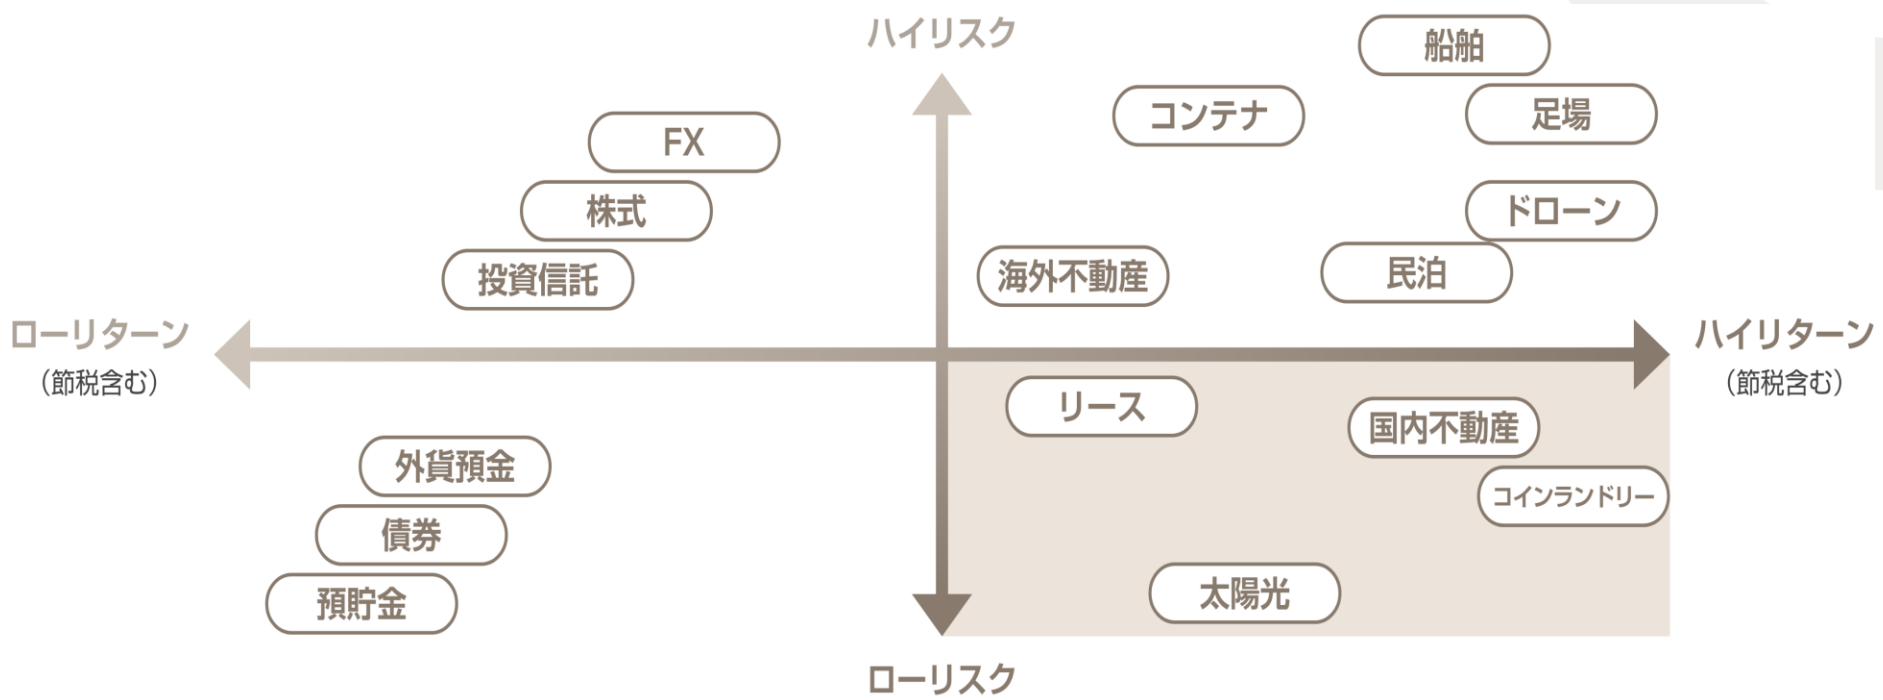 ハイリスク
船舶
コンテナ
足場
FX
株式
ドローン
投資信託
海外不動産
民泊
ローリターン
（節税含む）
ハイリターン
（節税含む）
リース
国内不動産
外貨預金
コインランドリー
債券
預貯金
太陽光
ローリスク